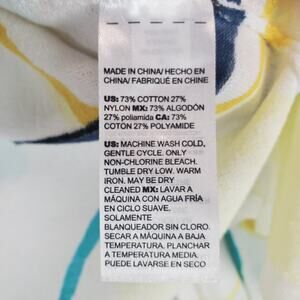 MADE IN CHINA/ HECHO EN
CHINA/ FABRIQUÉ EN CHINE
US: 73% COTTON 27%
NYLON MX: 73% ALGODÓN
27% poliamida CA: 73%
COTON 27% POLYAMIDE
US: MACHINE WASH COLD,
GENTLE CYCLE. ONLY
NON-CHLORINE BLEACH.
TUMBLE DRY LOW. WARM
IRON. MAY BE DRY
CLEANED MX: LAVAR A
MÁQUINA CON AGUA FRÍA
EN CICLO SUAVE,
SOLAMENTE
BLANQUEADOR SIN CLORO.
SECAR A MÁQUINA A BAJA
TEMPERATURA. PLANCHAR
A TEMPERATURA MEDIA.
PUEDE LAVARSE EN SECO